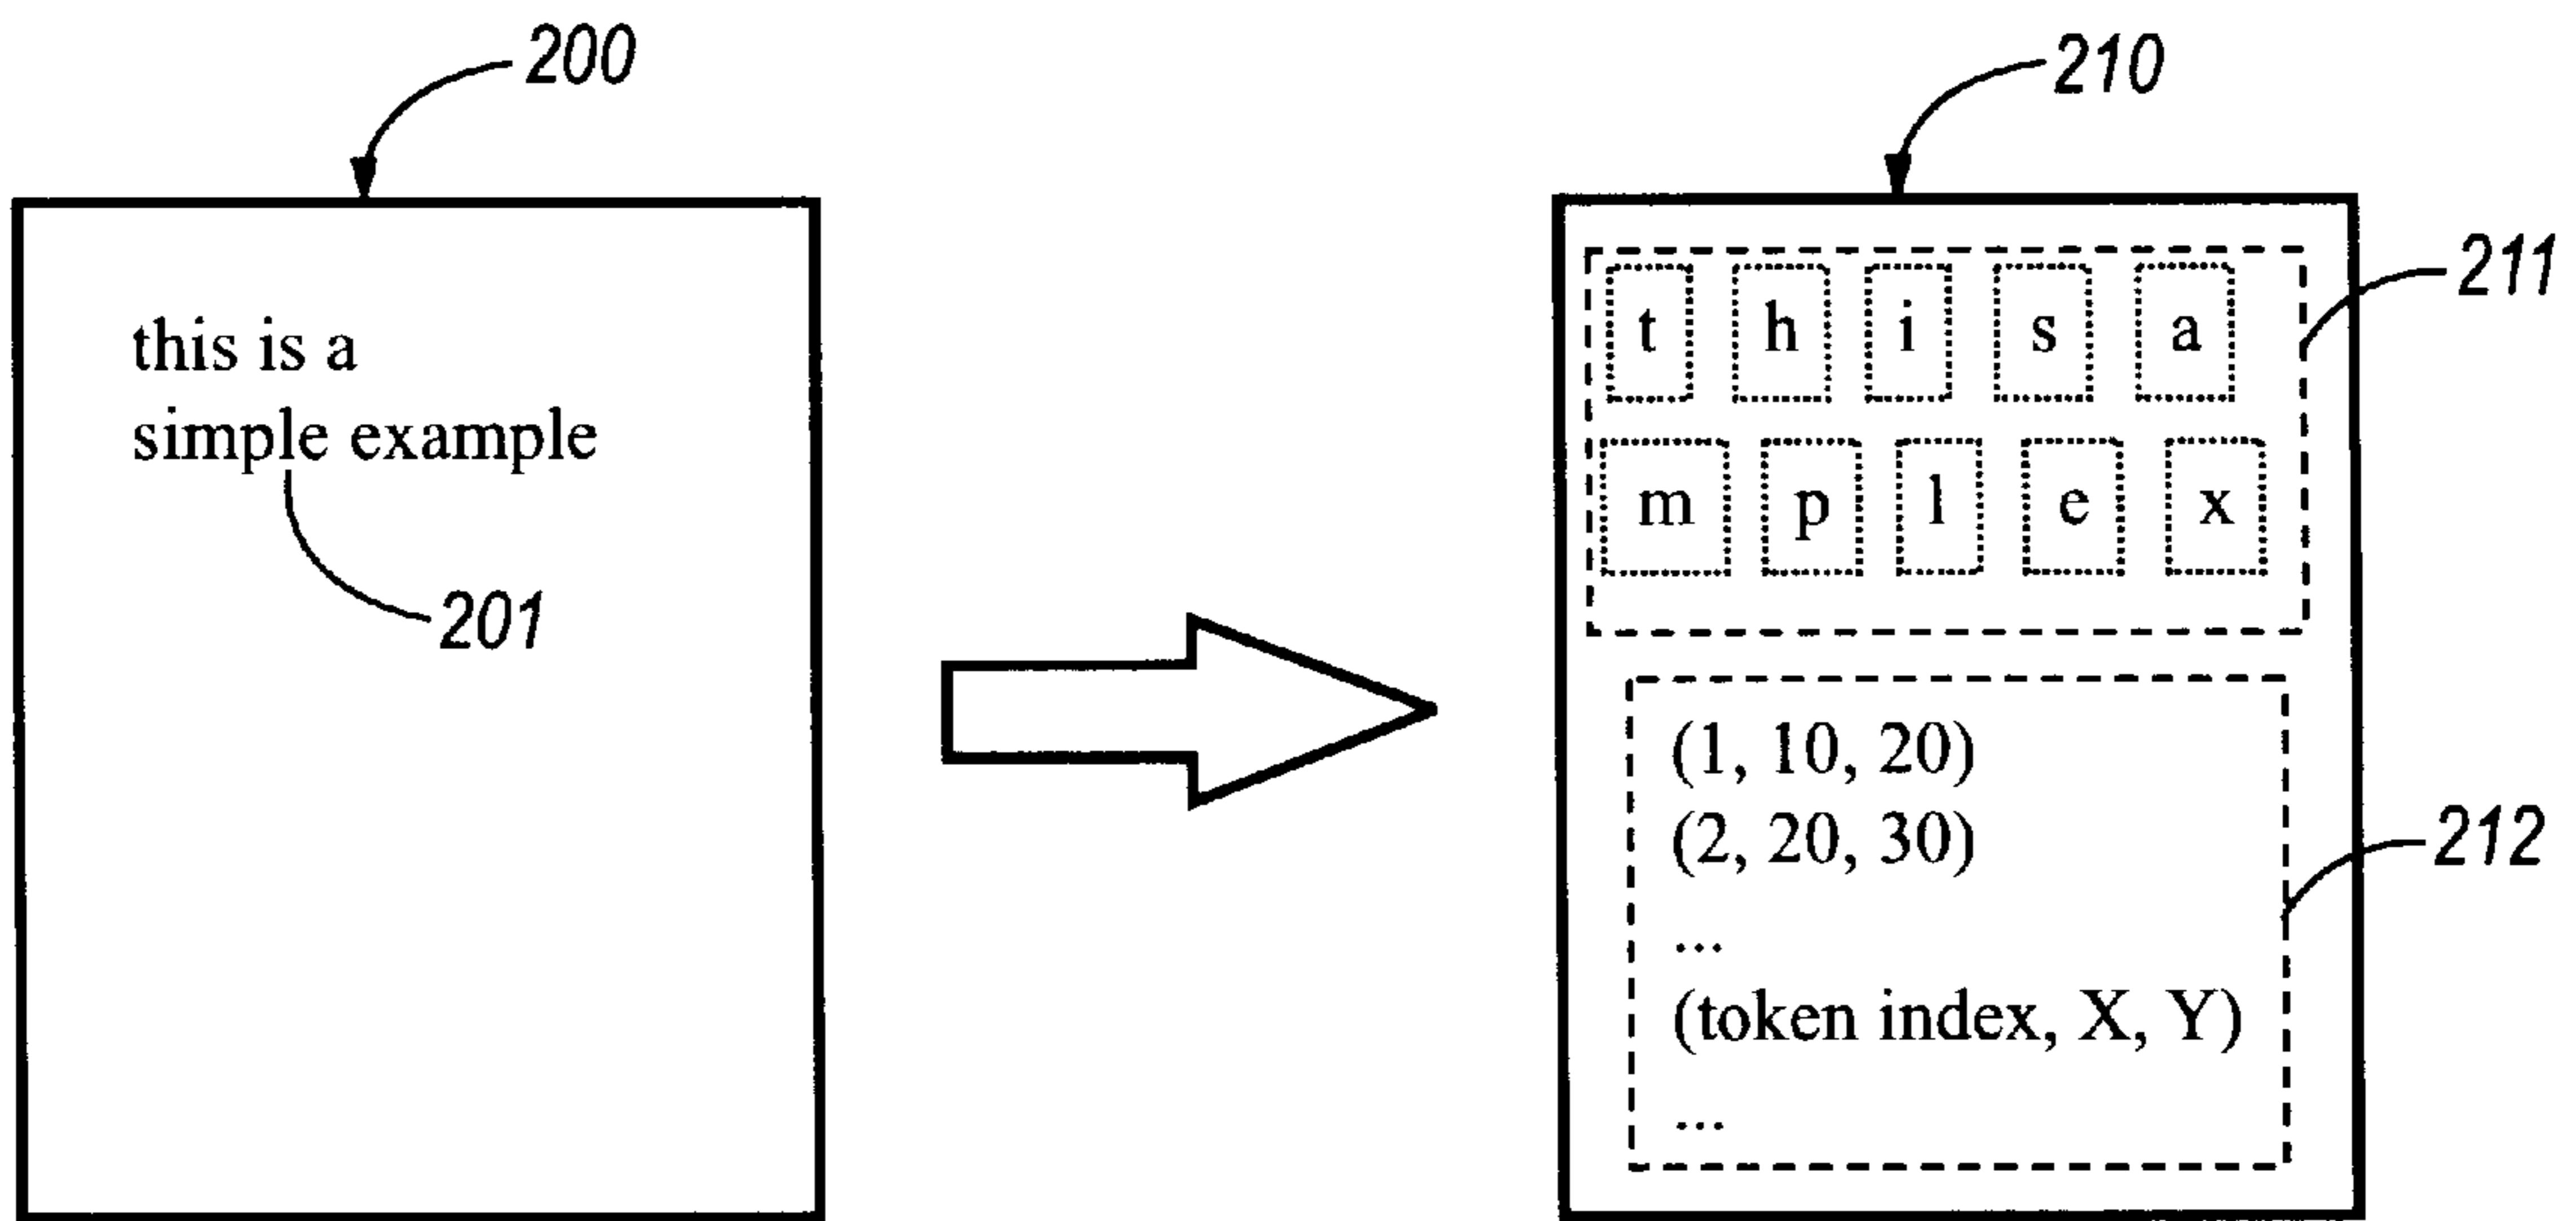 200
this is a
simple example
201
210
t h i s a
211
m p l e x
(1, 10, 20)
(2, 20, 30)
212
...
(token index, X, Y)
...